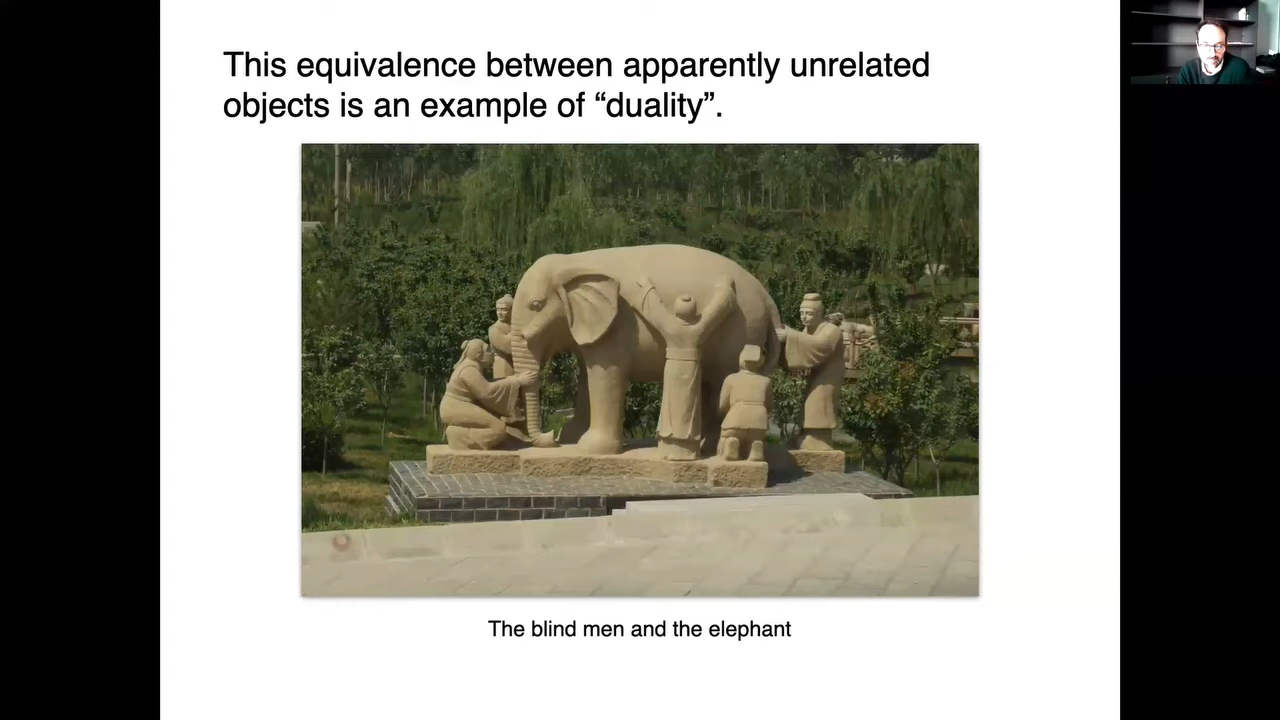 This equivalence between apparently unrelated
objects is an example of “duality”.
The blind men and the elephant